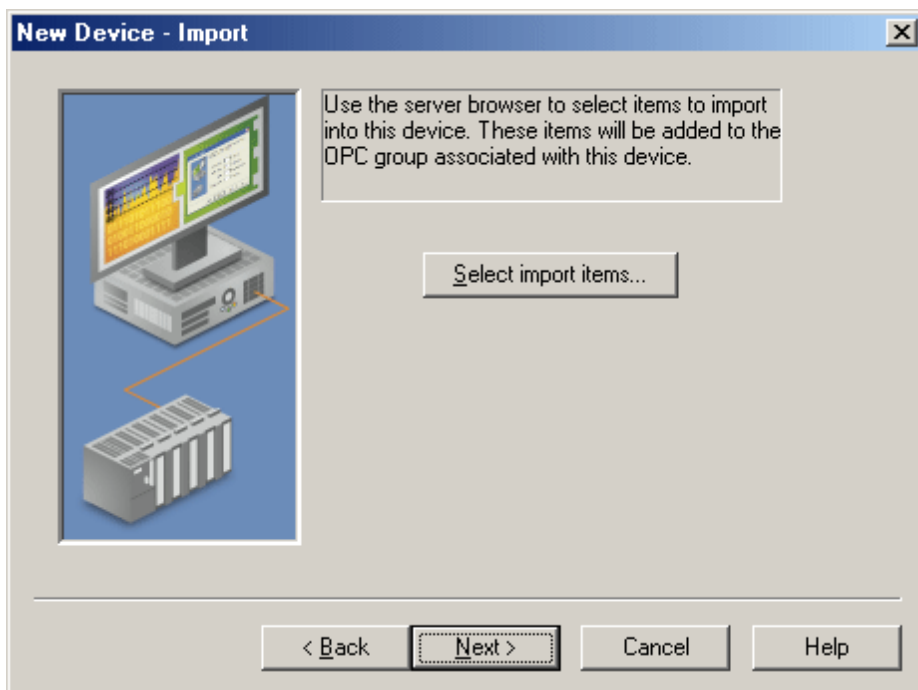 New Device - Import
Use the server browser to select items to import
into this device. These items will be added to the
OPC group associated with this device.
Select import items...
< Back
Next >
Cancel
Help